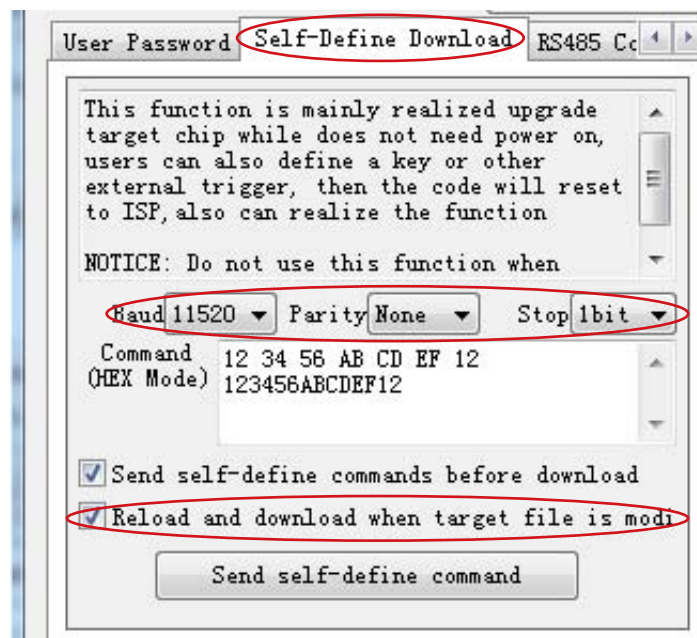 User Password Self-Define Download RS485 Co
This function is mainly realized upgrade
target chip while does not need power on,
users can also define a key or other
external trigger, then the code will reset
to ISP, also can realize the function
NOTICE: Do not use this function when
Baud 11520 Parity None Stop 1bit
Command
(HEX Mode)
12 34 56 AB CD EF 12
123456ABCDEF12
Send self-define commands before download
Reload and download when target file is modi
Send self-define command